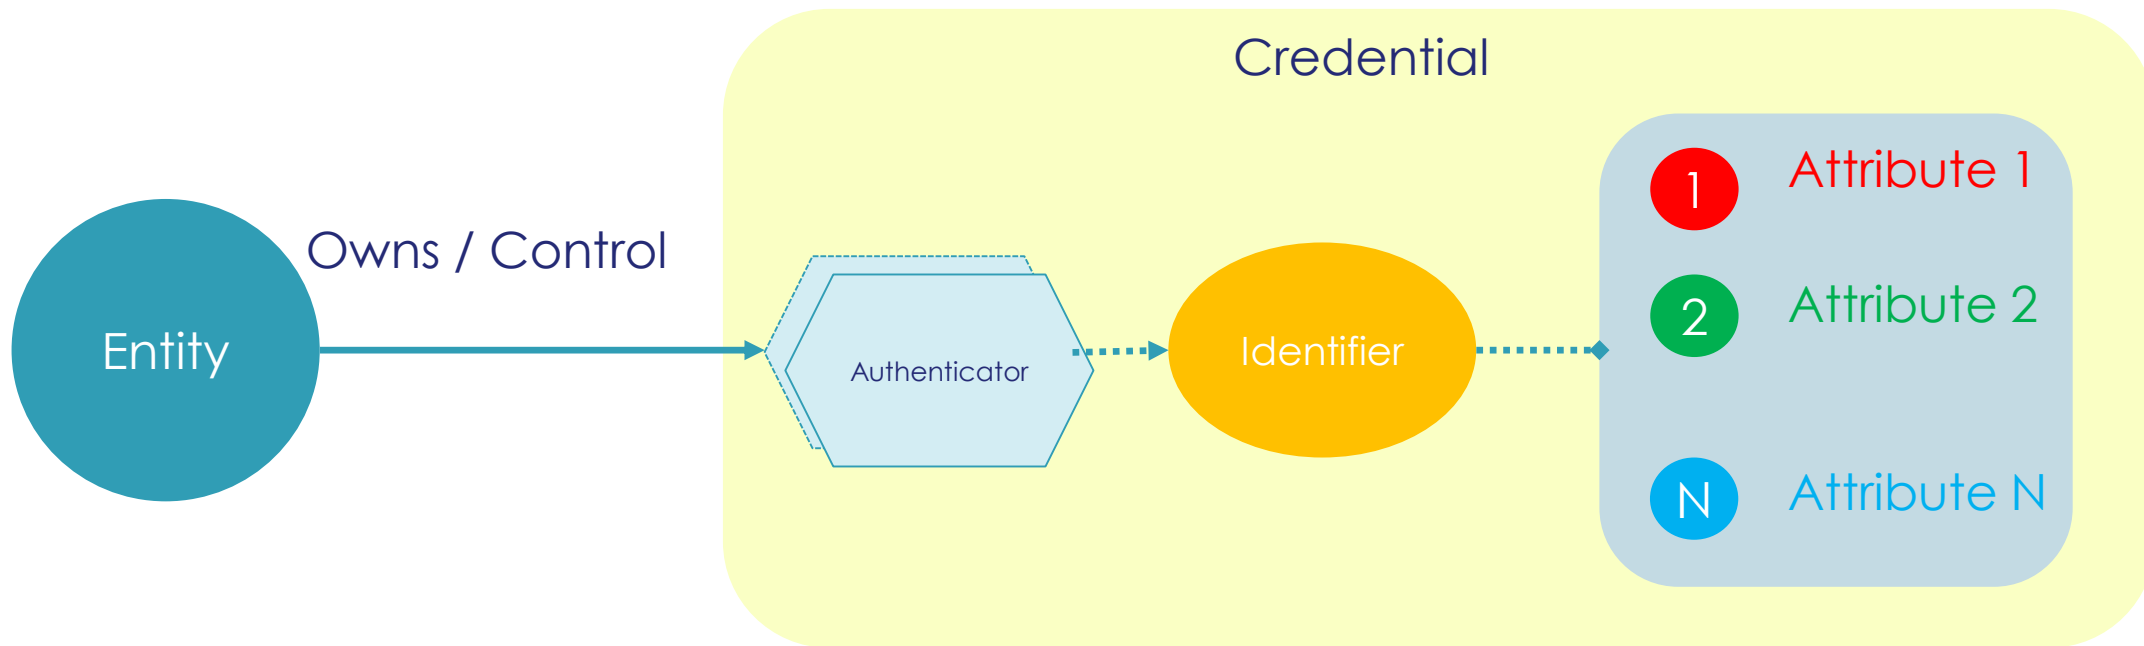 Credential
Entity
Owns / Control
Authenticator
Identifier
1 Attribute 1
2 Attribute 2
N Attribute N